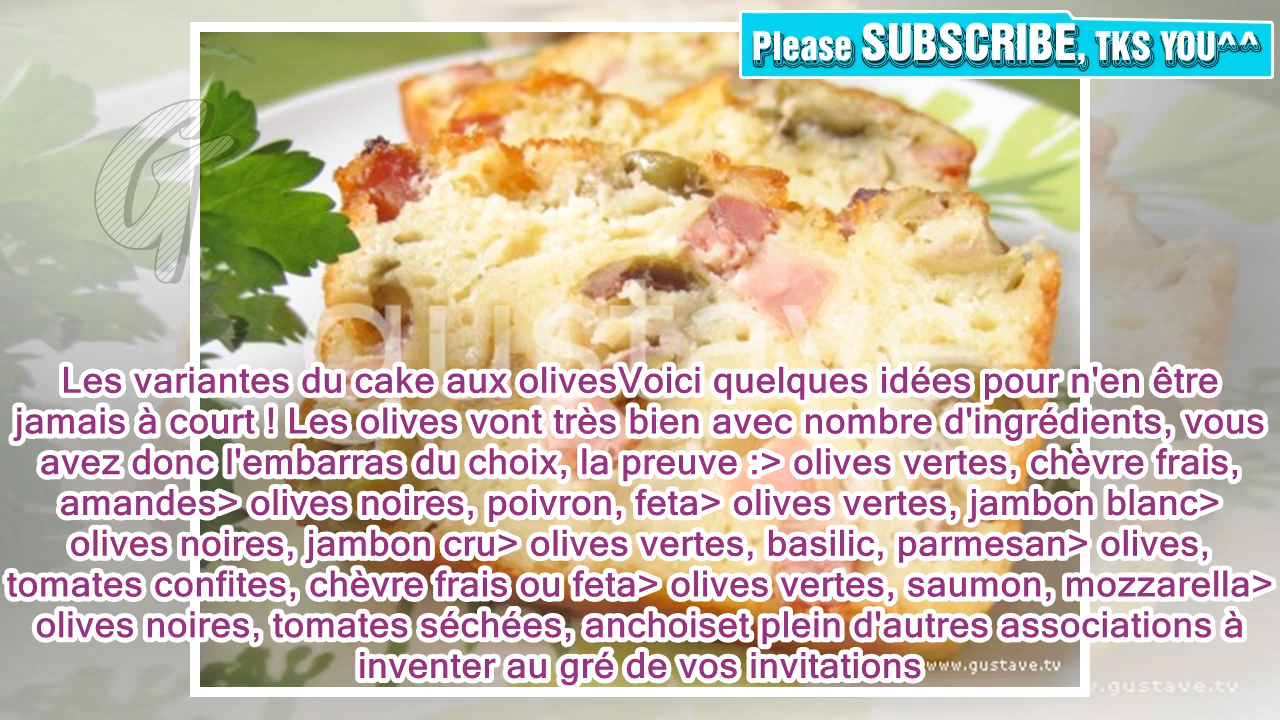 Please SUBSCRIBE, TKS YOU^^
G
gustave
Les variantes du cake aux olivesVoici quelques idées pour n'en être
jamais à court ! Les olives vont très bien avec nombre d'ingrédients, vous
avez donc l'embarras du choix, la preuve :> olives vertes, chèvre frais,
amandes> olives noires, poivron, feta> olives vertes, jambon blanc>
olives noires, jambon cru> olives vertes, basilic, parmesan> olives,
tomates confites, chèvre frais ou feta> olives vertes, saumon, mozzarella>
olives noires, tomates séchées, anchoiset plein d'autres associations à
inventer au gré de vos invitations
www.gustave.tv
www.gustave.tv